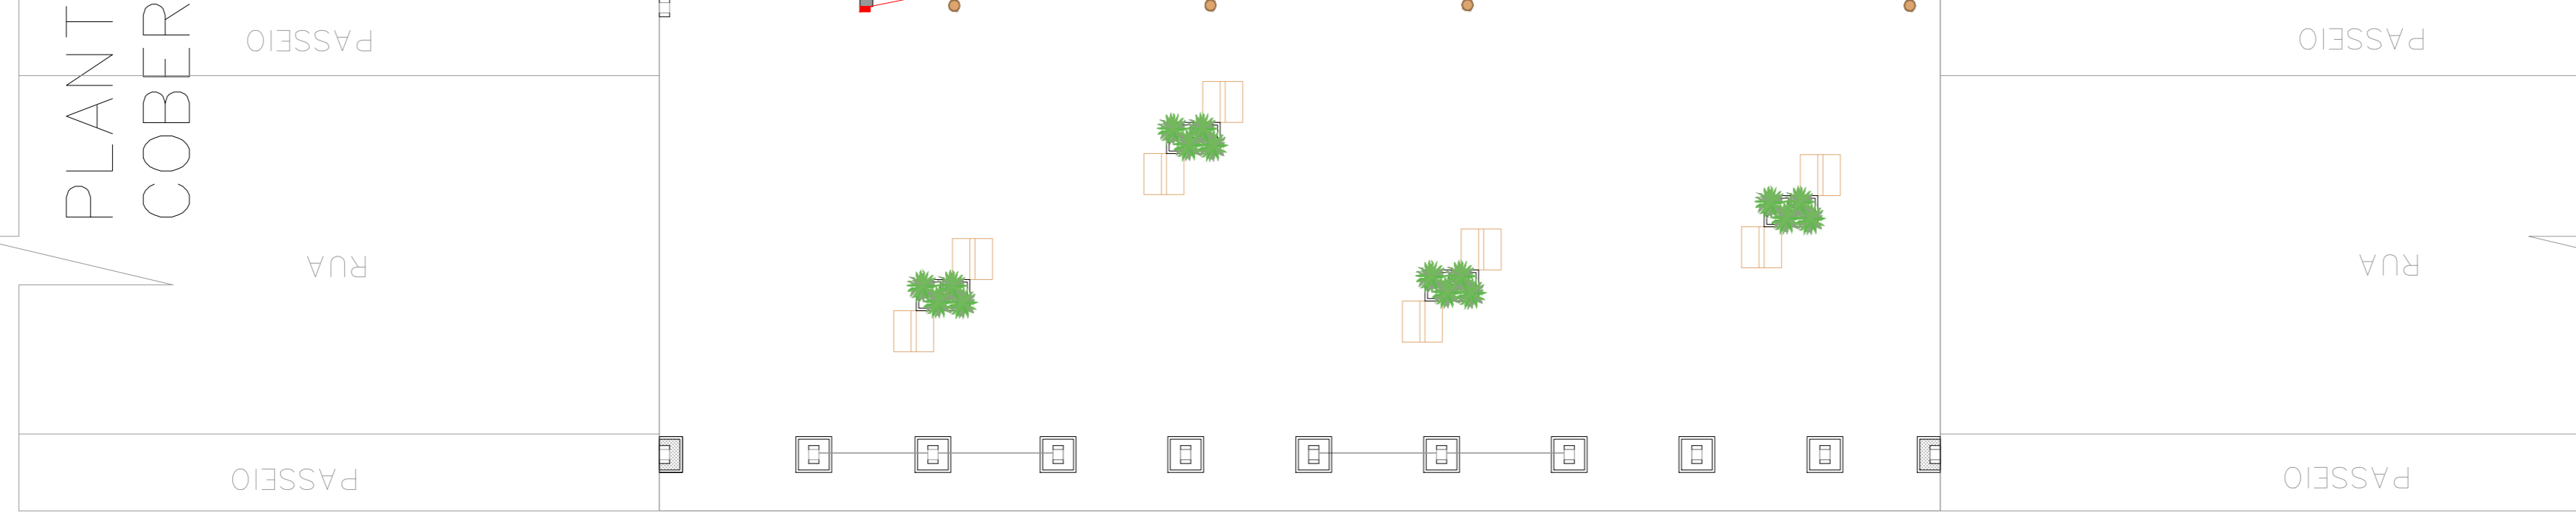 PLANT
COBER
PASSEIO
PASSEIO
RUA
RUA
PASSEIO
PASSEIO